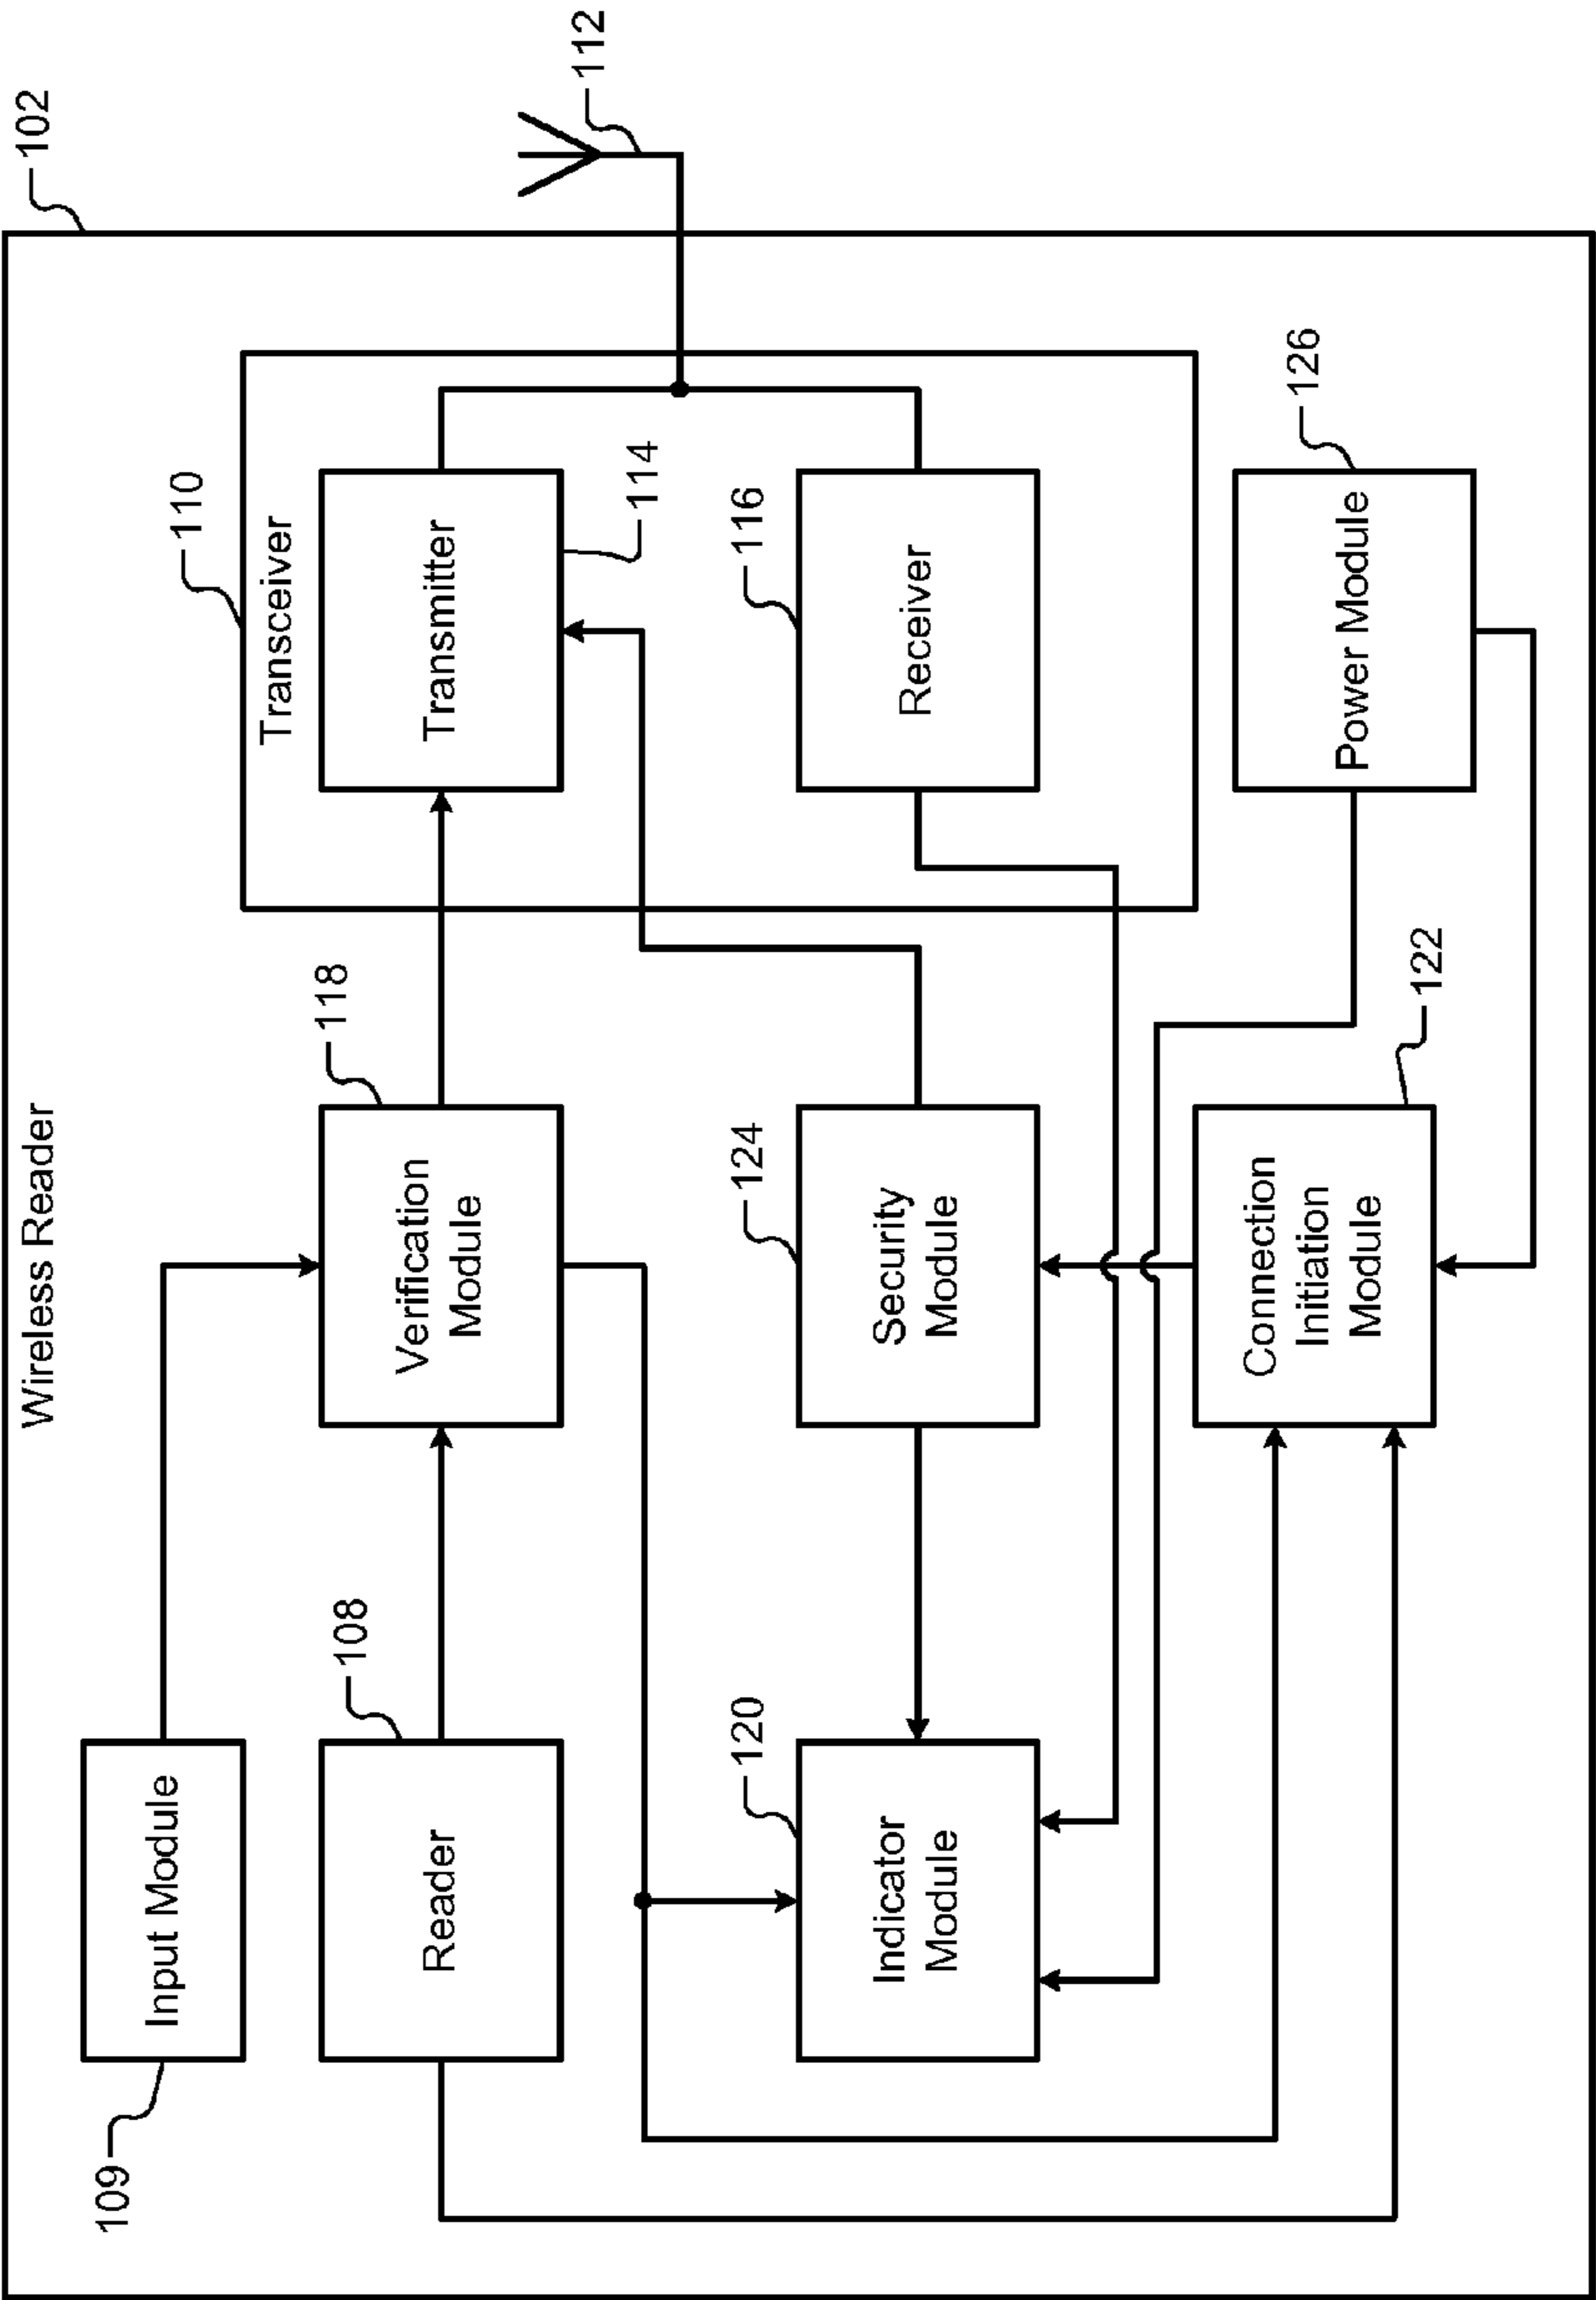 Wireless Reader
102
112
109
Input Module
108
Reader
118
Verification
Module
110
Transceiver
Transmitter
114
120
Indicator
Module
124
Security
Module
116
Receiver
Connection
Initiation
Module
122
126
Power Module